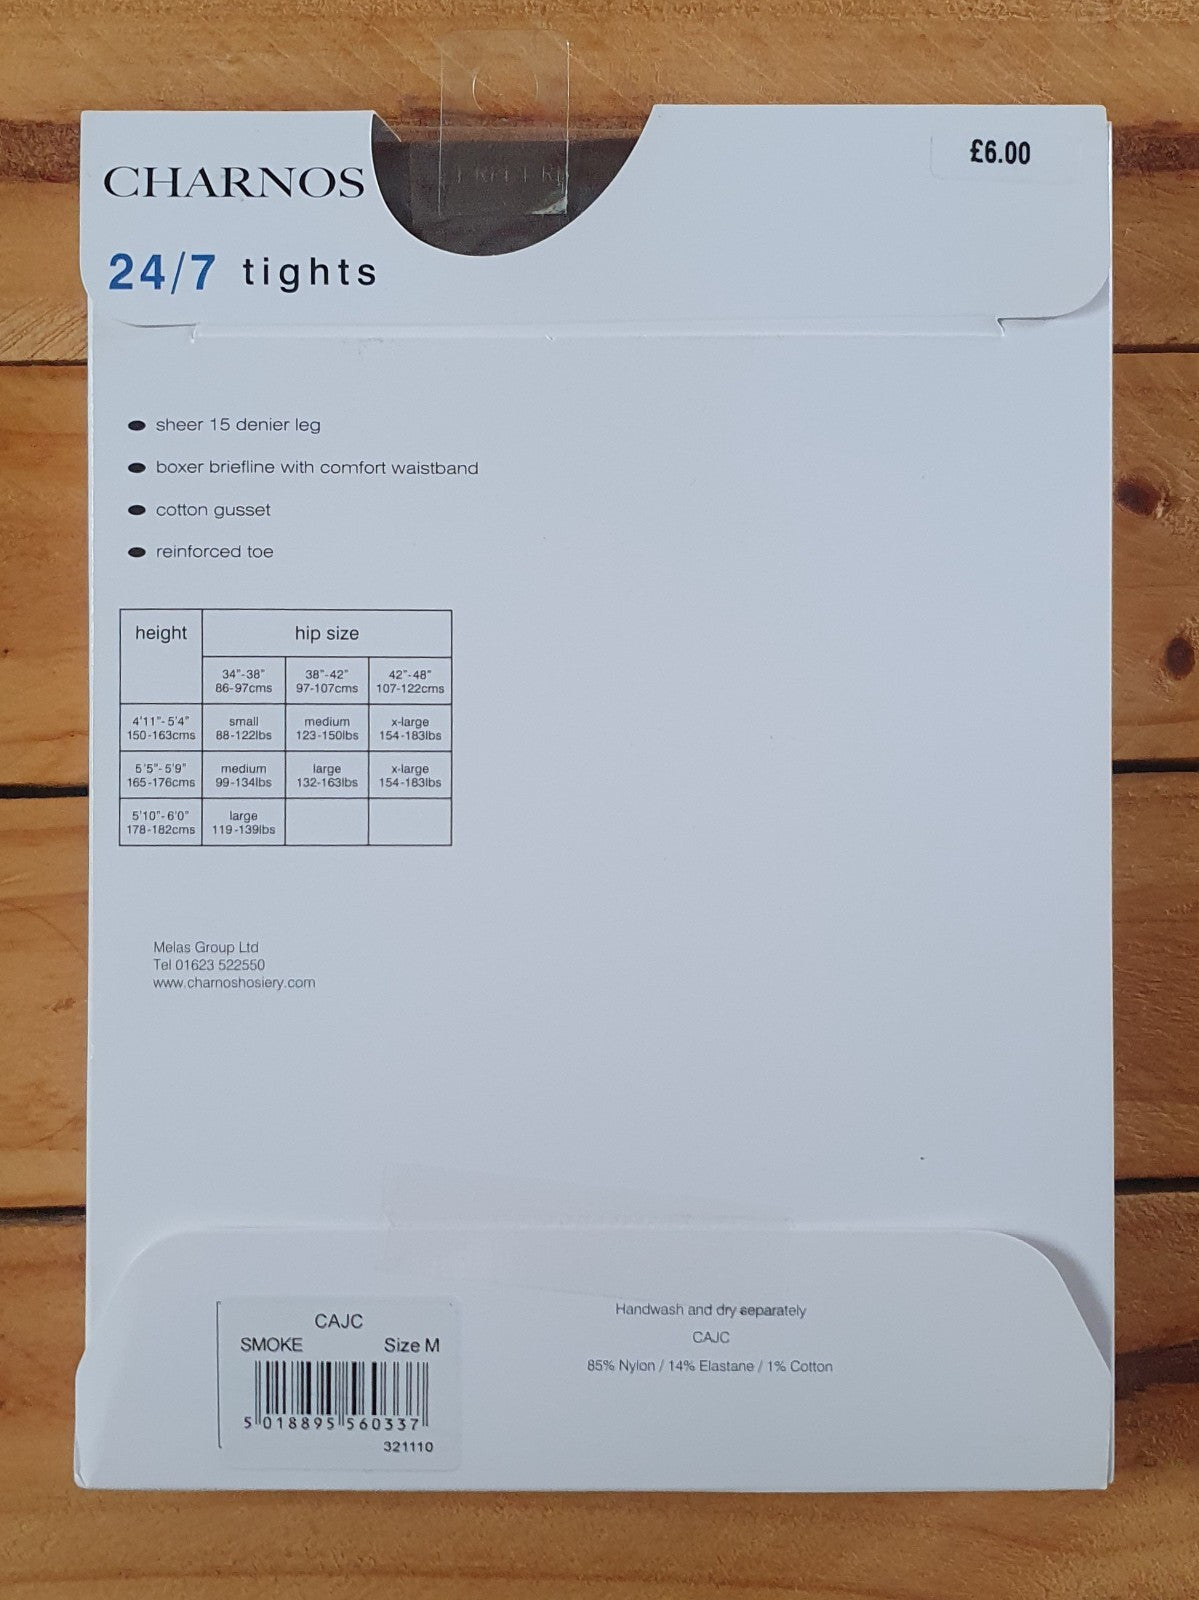 £6.00
CHARNOS
24/7 tights
sheer 15 denier leg
boxer briefline with comfort waistband
cotton gusset
reinforced toe
height hip size
34"-38" 38"-42" 42"-48"
86-97cms 97-107cms 107-122cms
4'11"- 5'4" small medium x-large
150-163cms 88-122lbs 123-150lbs 154-183lbs
5'5"- 5'9" medium large x-large
165-176cms 99-134lbs 132-163lbs 154-183lbs
5'10"- 6'0" large
178-182cms 119-139lbs
Melas Group Ltd
Tel 01623 522550
www.charnoshosiery.com
CAJC
SMOKE Size M
5 018895 560337
321110
Handwash and dry separately
CAJC
85% Nylon / 14% Elastane / 1% Cotton